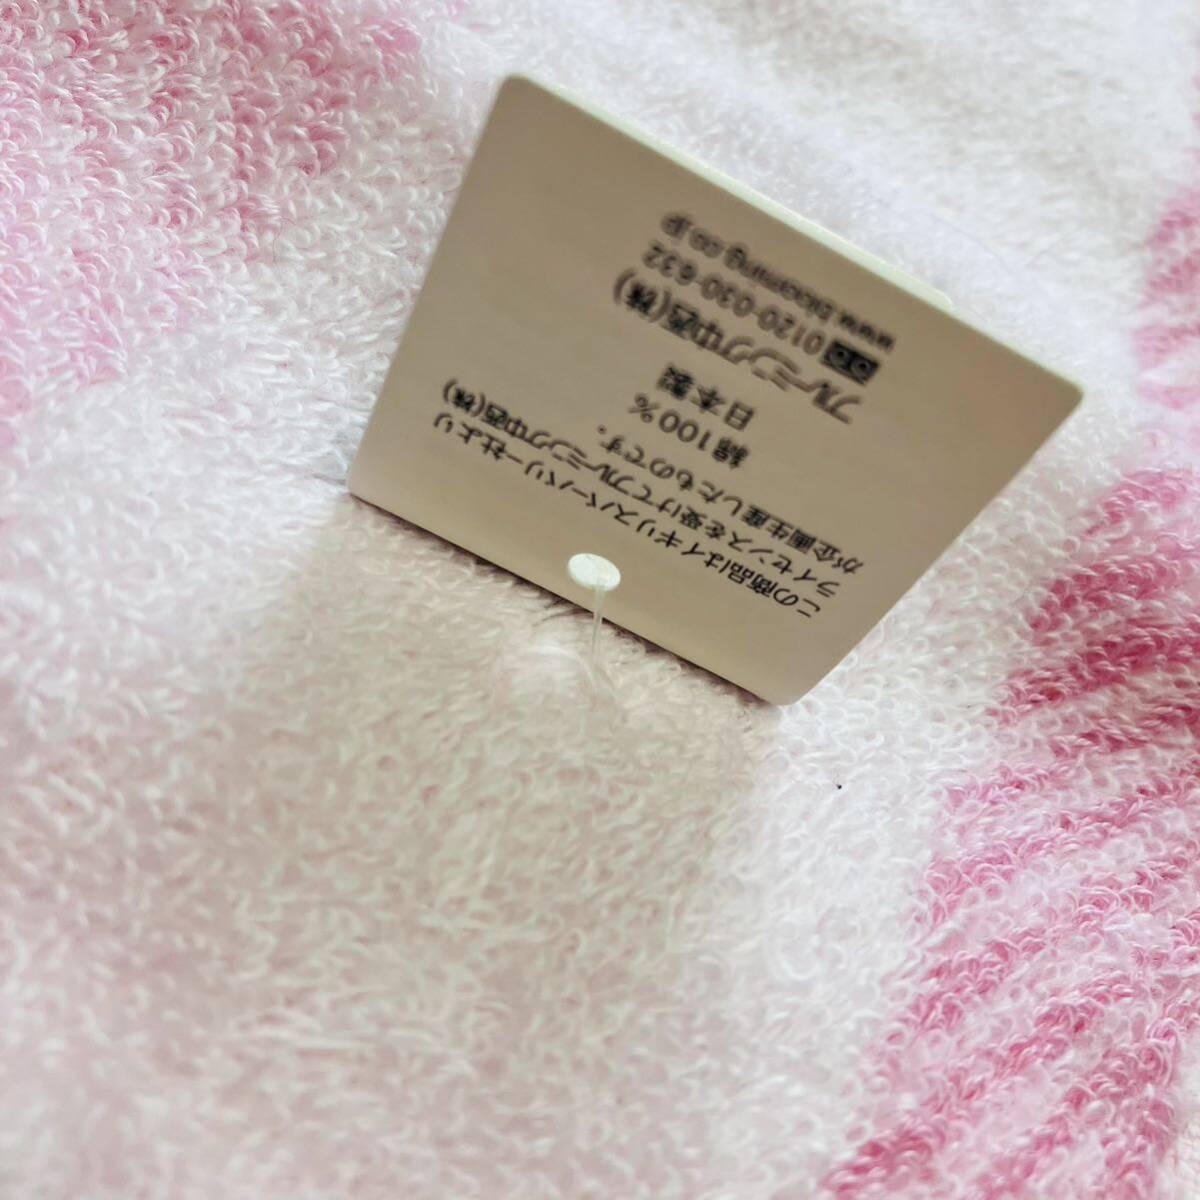 この商品はイギリスバーバリー社より
ライセンスを受けてブルーミング中西(株)
が企画生産したものです。
綿100%
日本製
ブルーミング中西(株)
0120-030-632
www.blooming.co.jp